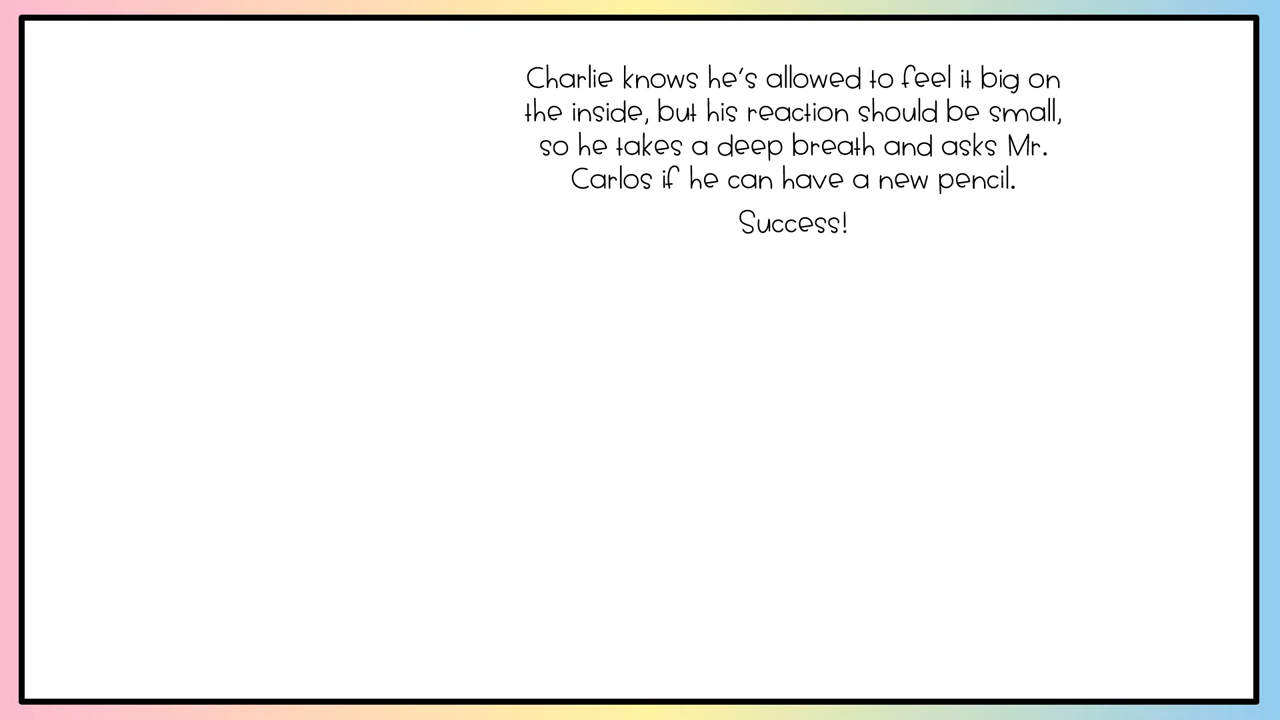 Charlie knows he's allowed to feel it big on
the inside, but his reaction should be small,
so he takes a deep breath and asks Mr.
Carlos if he can have a new pencil.
Success!